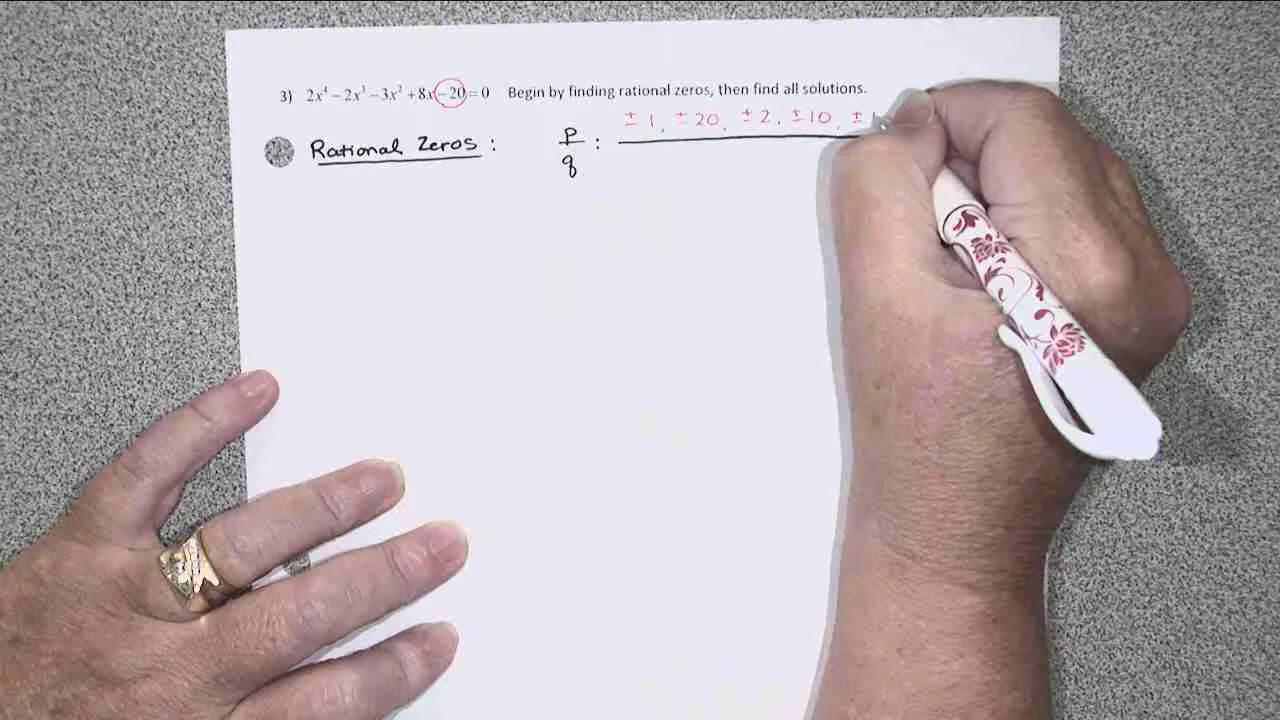 3) 2x⁴ − 2x³ − 3x² + 8x − 20 = 0 Begin by finding rational zeros, then find all solutions.
Rational Zeros : p/q : ± 1, ± 20, ± 2, ± 10, ±